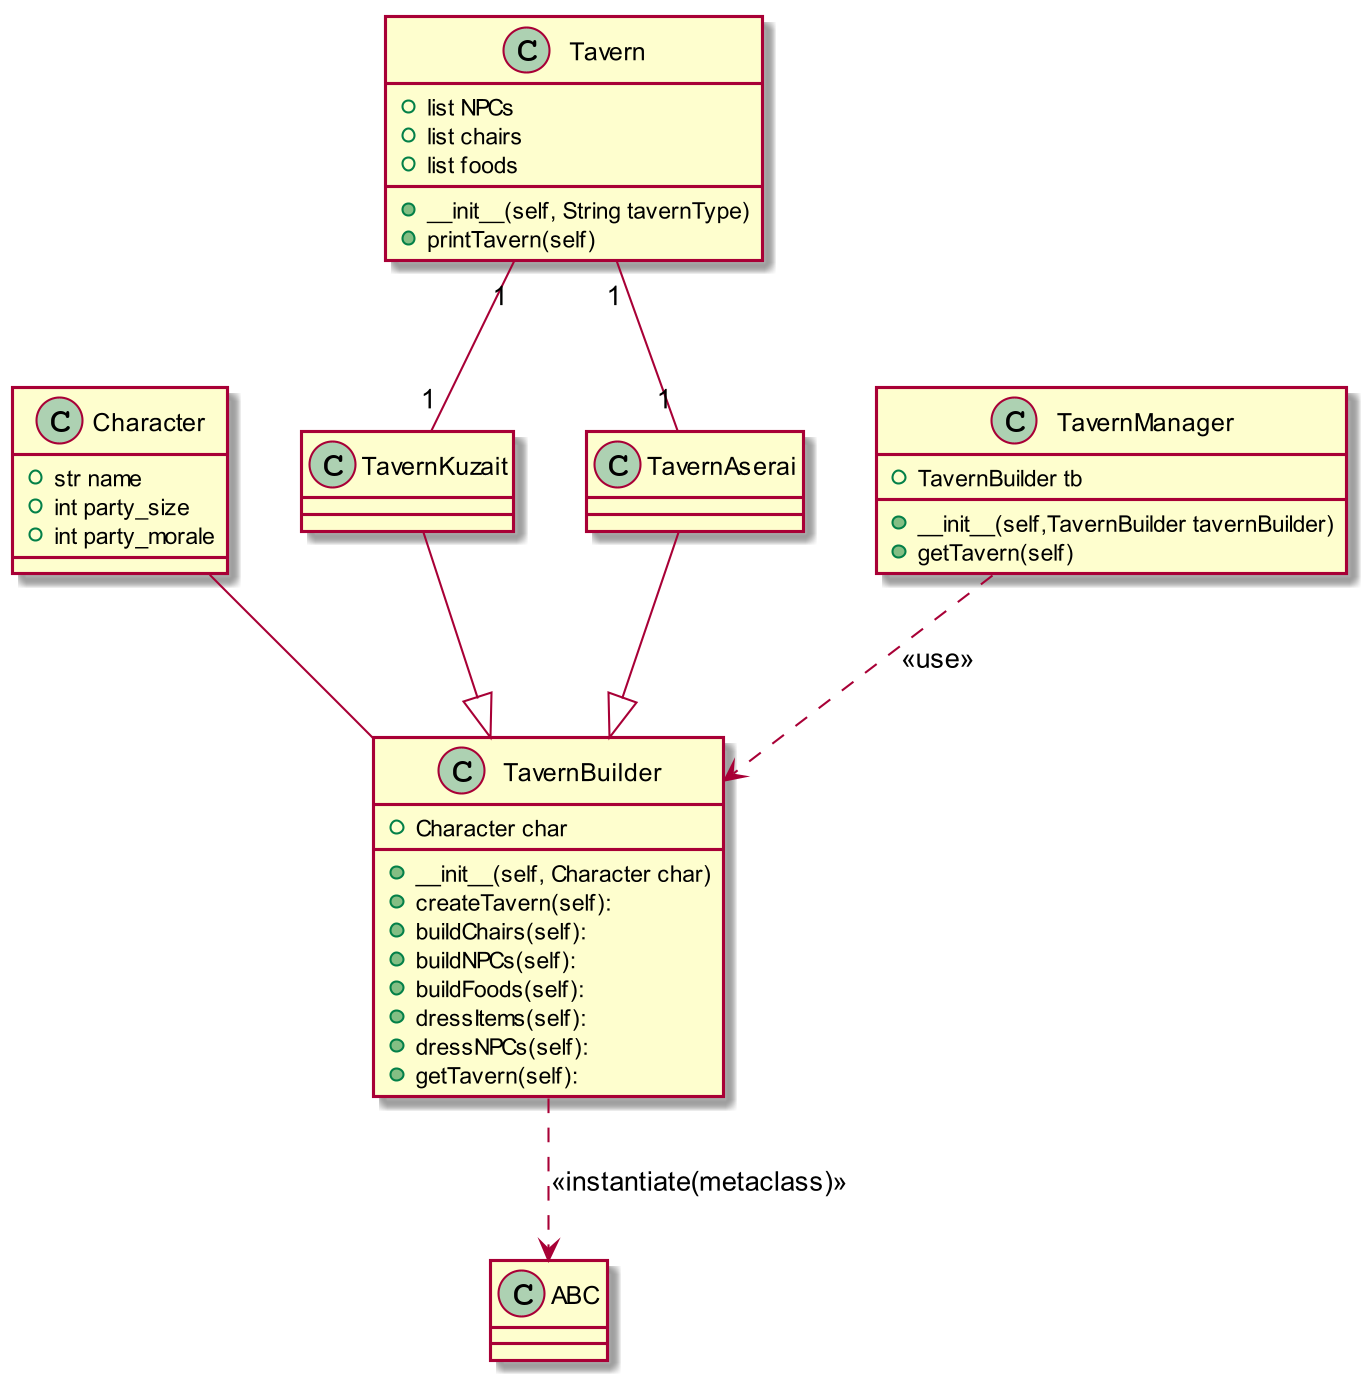 C Tavern
list NPCs
list chairs
list foods
__init__(self, String tavernType)
printTavern(self)
1
1
1
1
C Character
str name
int party_size
int party_morale
C TavernKuzait
C TavernAserai
C TavernManager
TavernBuilder tb
__init__(self,TavernBuilder tavernBuilder)
getTavern(self)
«use»
C TavernBuilder
Character char
__init__(self, Character char)
createTavern(self):
buildChairs(self):
buildNPCs(self):
buildFoods(self):
dressItems(self):
dressNPCs(self):
getTavern(self):
«instantiate(metaclass)»
C ABC